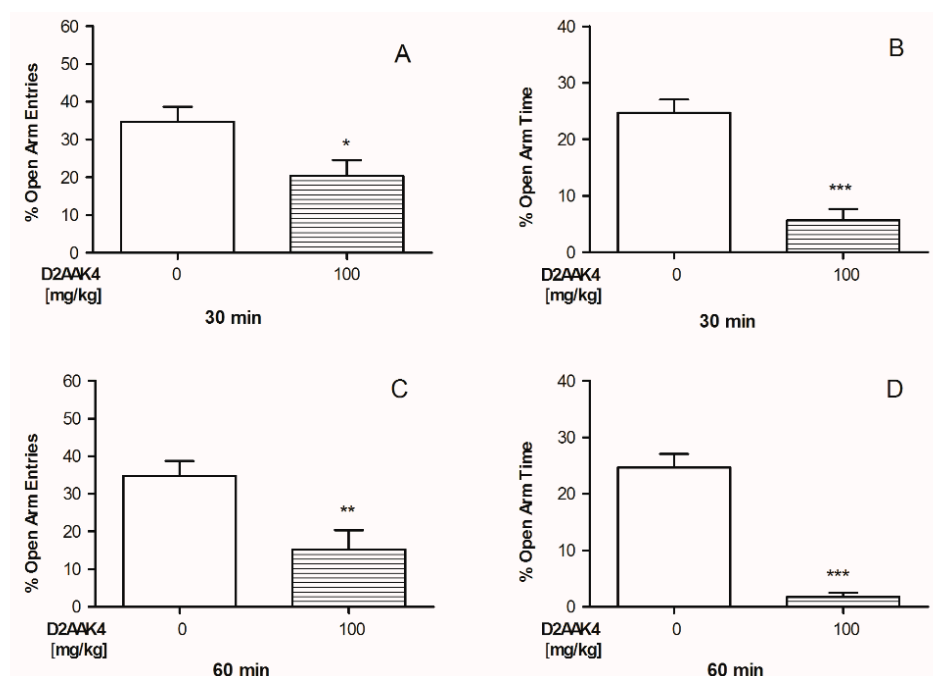 A
% Open Arm Entries
60
50
40
30
20
10
0
*
D2AAK4
[mg/kg]
0
100
30 min
B
% Open Arm Time
40
30
20
10
0
***
D2AAK4
[mg/kg]
0
100
30 min
C
% Open Arm Entries
60
50
40
30
20
10
0
**
D2AAK4
[mg/kg]
0
100
60 min
D
% Open Arm Time
40
30
20
10
0
***
D2AAK4
[mg/kg]
0
100
60 min